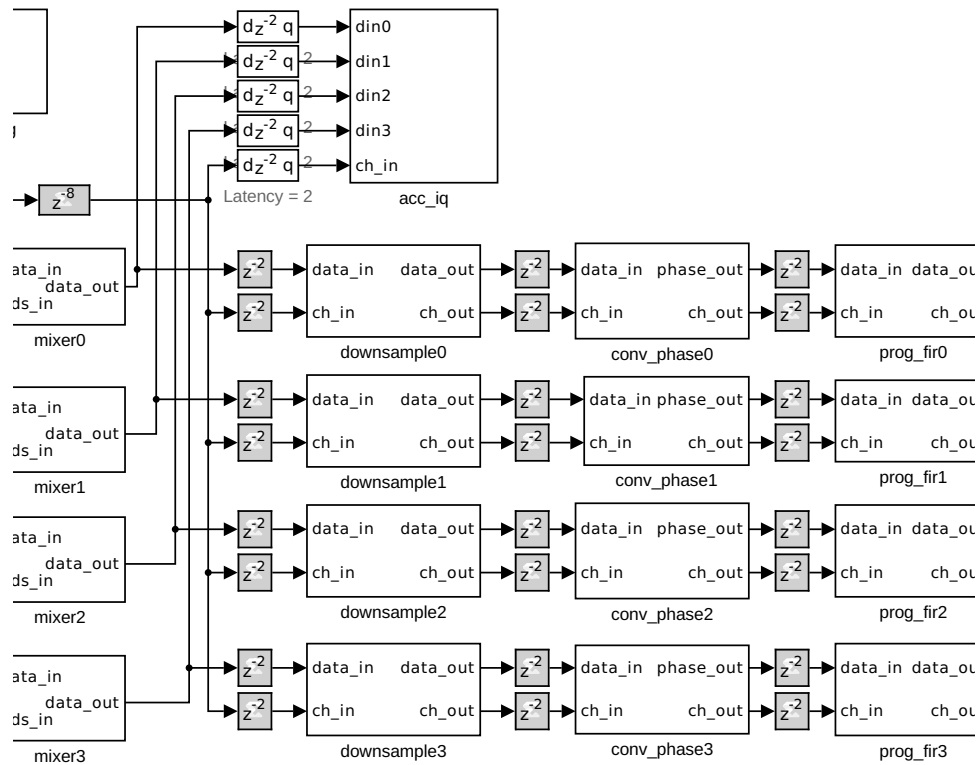 dz-2 q din0
dz-2 q din1
dz-2 q din2
dz-2 q din3
dz-2 q ch_in
Latency = 2
acc_iq
z-8
ata_in
data_out
ds_in
mixer0
z-2 data_in data_out z-2 data_in phase_out z-2 data_in data_ou
z-2 ch_in ch_out z-2 ch_in ch_out z-2 ch_in ch_ou
downsample0 conv_phase0 prog_fir0
ata_in
data_out
ds_in
mixer1
z-2 data_in data_out z-2 data_in phase_out z-2 data_in data_ou
z-2 ch_in ch_out z-2 ch_in ch_out z-2 ch_in ch_ou
downsample1 conv_phase1 prog_fir1
ata_in
data_out
ds_in
mixer2
z-2 data_in data_out z-2 data_in phase_out z-2 data_in data_ou
z-2 ch_in ch_out z-2 ch_in ch_out z-2 ch_in ch_ou
downsample2 conv_phase2 prog_fir2
ata_in
data_out
ds_in
mixer3
z-2 data_in data_out z-2 data_in phase_out z-2 data_in data_ou
z-2 ch_in ch_out z-2 ch_in ch_out z-2 ch_in ch_ou
downsample3 conv_phase3 prog_fir3